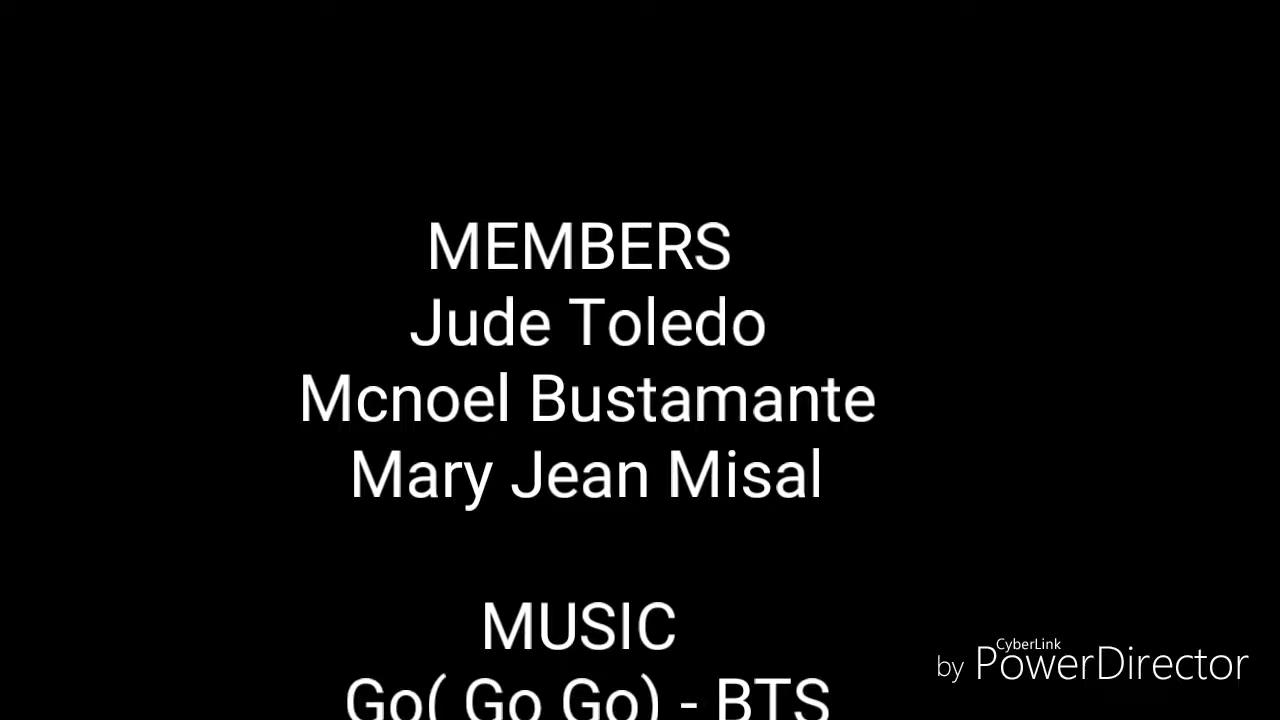 MEMBERS
Jude Toledo
Mcnoel Bustamante
Mary Jean Misal
MUSIC
Go( Go Go) - BTS
CyberLink
by PowerDirector